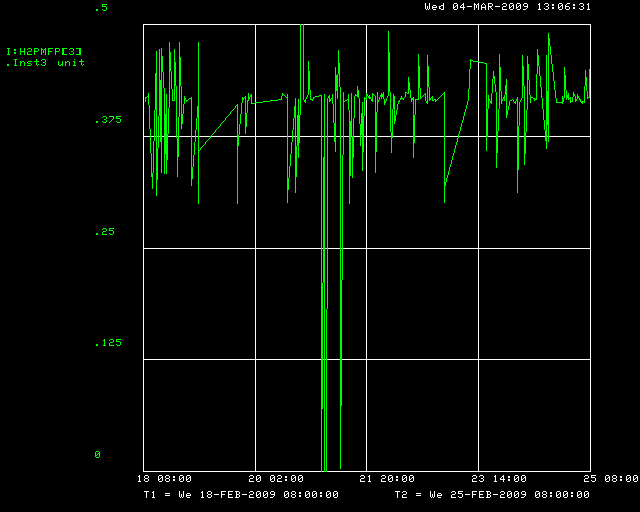 .5
Wed 04-MAR-2009 13:06:31
I:H2PMFP[3]
.Inst3 unit
.375
.25
.125
0
18 08:00 20 02:00 21 20:00 23 14:00 25 08:00
T1 = We 18-FEB-2009 08:00:00 T2 = We 25-FEB-2009 08:00:00